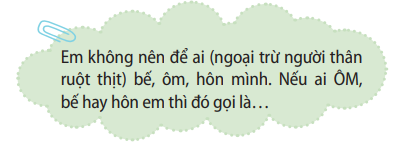 Em không nên để ai (ngoại trừ người thân
ruột thịt) bế, ôm, hôn mình. Nếu ai ÔM,
bế hay hôn em thì đó gọi là…